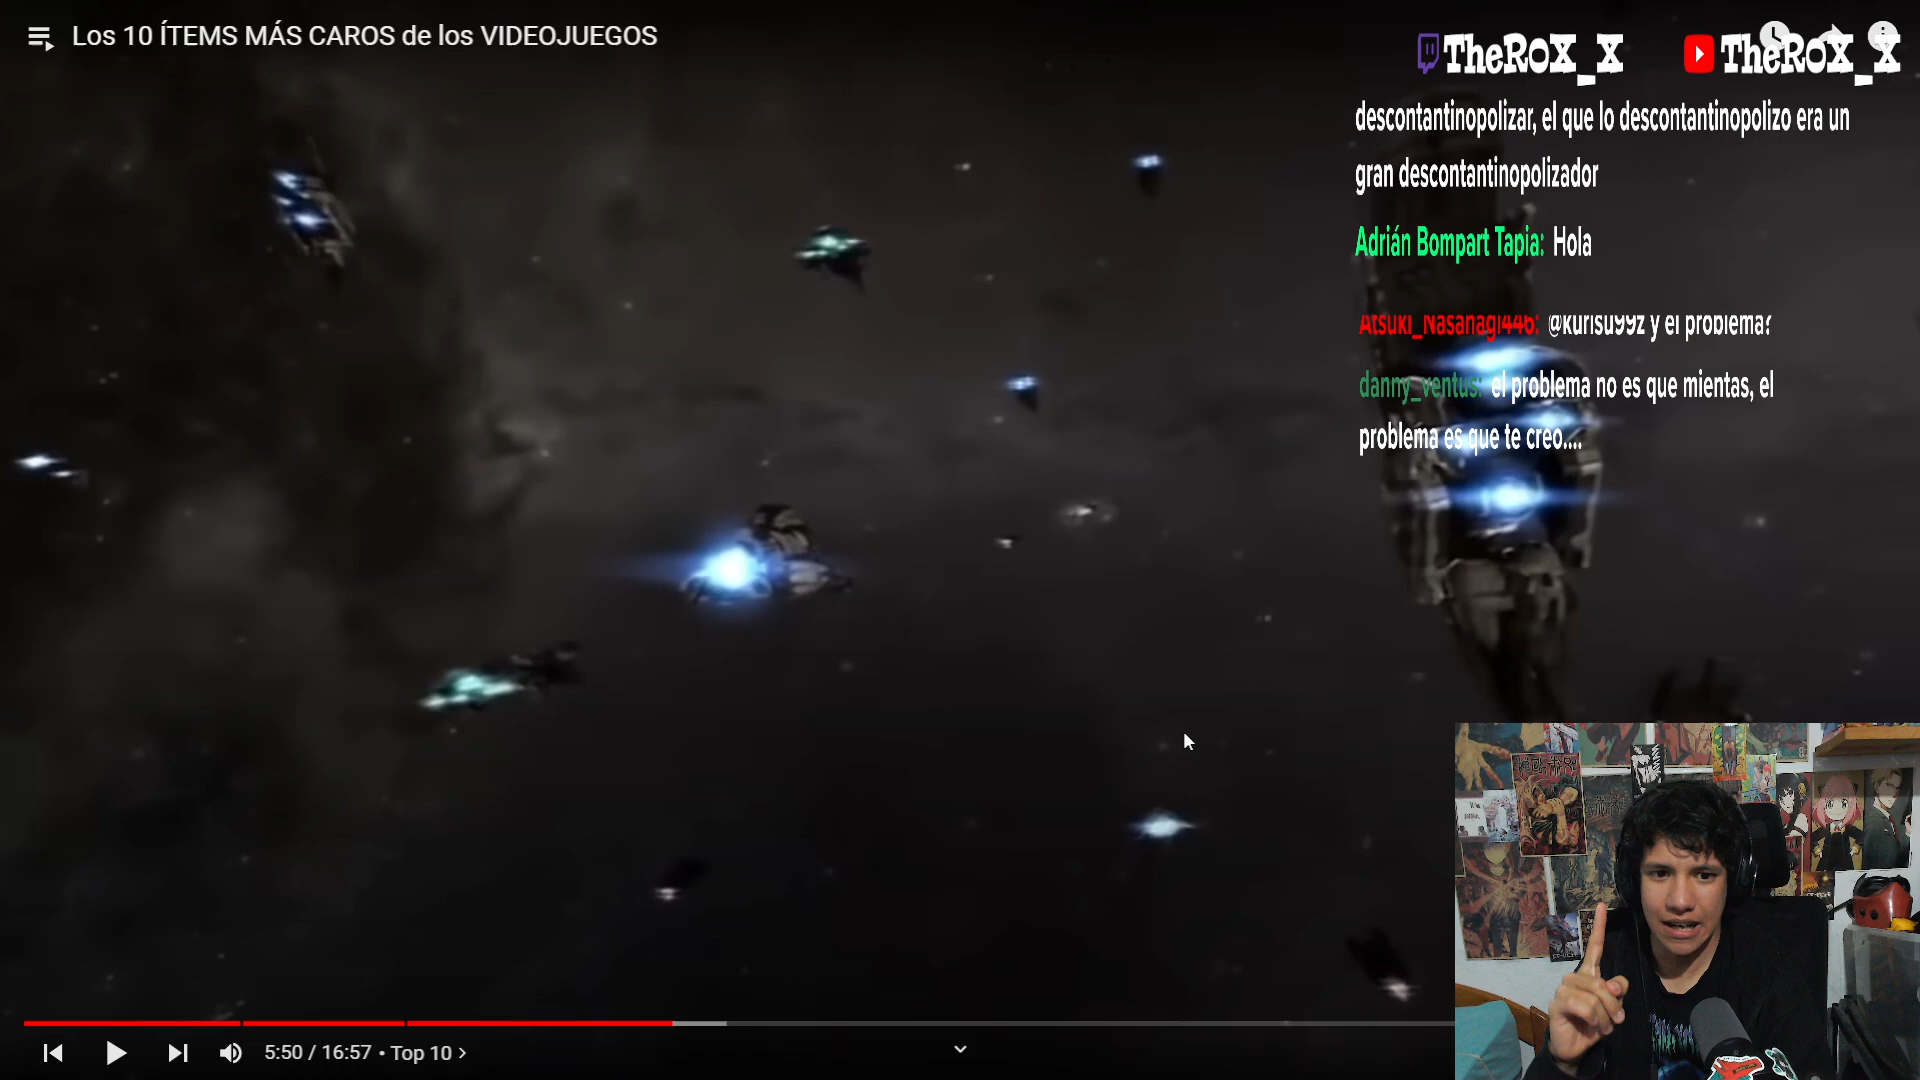 Los 10 ÍTEMS MÁS CAROS de los VIDEOJUEGOS
TheRoX_X
TheRoX_X
descontantinopolizar, el que lo descontantinopolizo era un
gran descontantinopolizador
Adrián Bompart Tapia: Hola
Atsuki_Nasanagi446: @kurisu99z y el problema?
danny_ventus: el problema no es que mientas, el
problema es que te creo....
5:50 / 16:57 • Top 10 ›